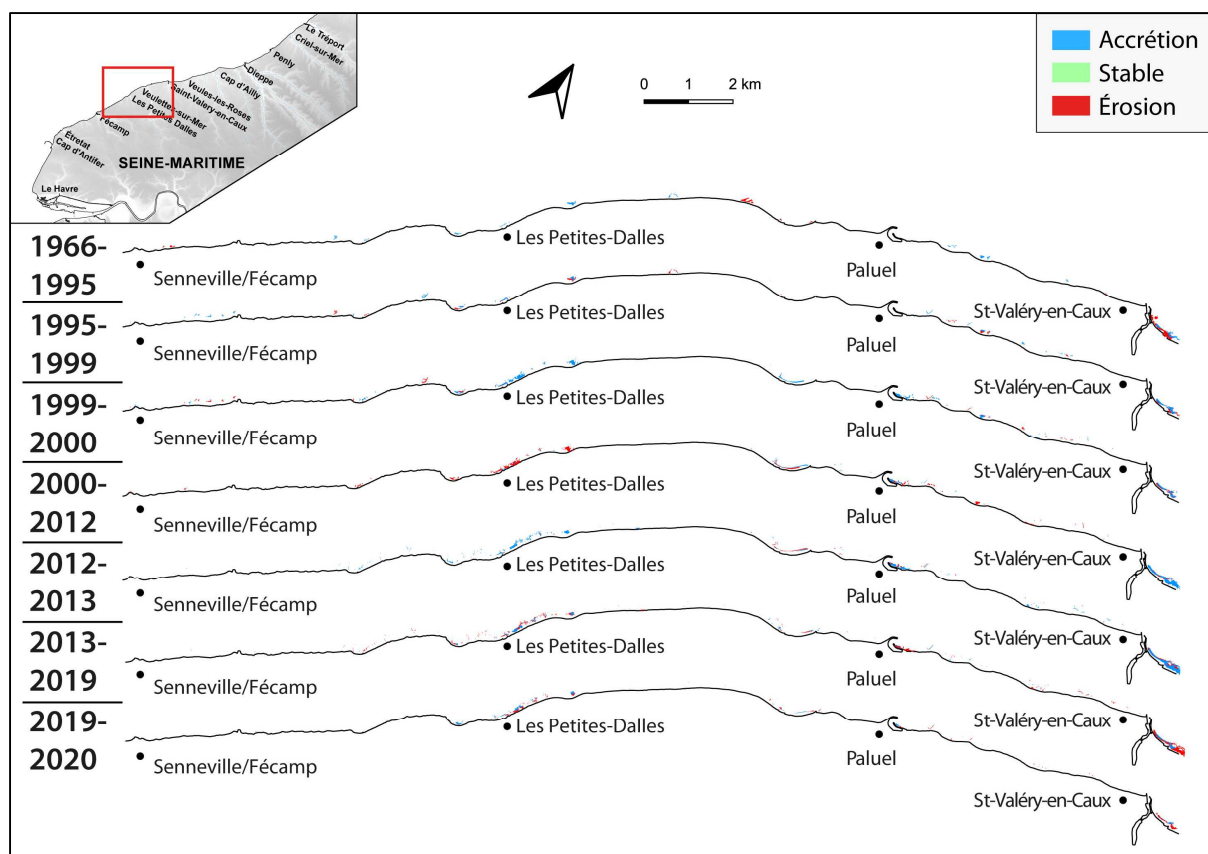 Le Tréport
Criel-sur-Mer
Penly
Dieppe
Cap d'Ailly
Veules-les-Roses
Saint-Valery-en-Caux
Veulettes-sur-Mer
Les Petites Dalles
Fécamp
Étretat
Cap d'Antifer
SEINE-MARITIME
Le Havre
0 1 2 km
Accrétion
Stable
Érosion
1966-
1995
Senneville/Fécamp
Les Petites-Dalles
Paluel
St-Valéry-en-Caux
1995-
1999
Senneville/Fécamp
Les Petites-Dalles
Paluel
St-Valéry-en-Caux
1999-
2000
Senneville/Fécamp
Les Petites-Dalles
Paluel
St-Valéry-en-Caux
2000-
2012
Senneville/Fécamp
Les Petites-Dalles
Paluel
St-Valéry-en-Caux
2012-
2013
Senneville/Fécamp
Les Petites-Dalles
Paluel
St-Valéry-en-Caux
2013-
2019
Senneville/Fécamp
Les Petites-Dalles
Paluel
St-Valéry-en-Caux
2019-
2020
Senneville/Fécamp
Les Petites-Dalles
Paluel
St-Valéry-en-Caux